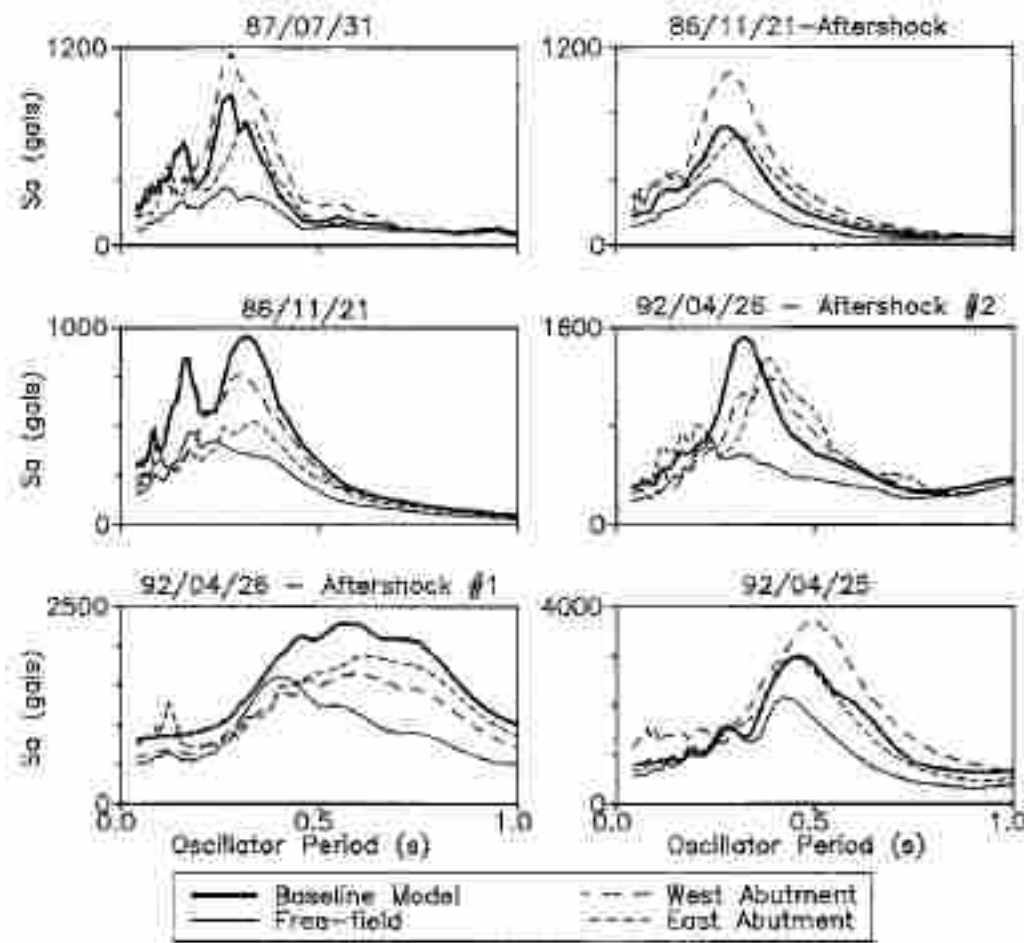 87/07/31
86/11/21-Aftershock
1200
0
Sa (gals)
1200
0
86/11/21
92/04/26 - Aftershock #2
1000
0
Sa (gals)
1600
0
92/04/26 - Aftershock #1
92/04/25
2500
0
Sa (gals)
4000
0
0.0 0.5 1.0
0.0 0.5 1.0
Oscillator Period (s)
Oscillator Period (s)
Baseline Model
West Abutment
Free-field
East Abutment